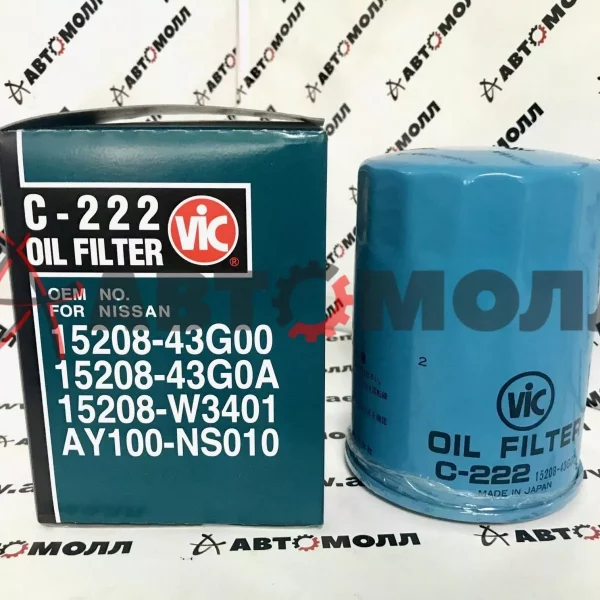 АВТОМОЛЛ
C-222
OIL FILTER
VIC
®
OEM NO.
FOR NISSAN
15208-43G00
15208-43G0A
15208-W3401
AY100-NS010
2
VIC
OIL FILTER
C-222
MADE IN JAPAN
АВТОМОЛЛ
АВТОМОЛЛ